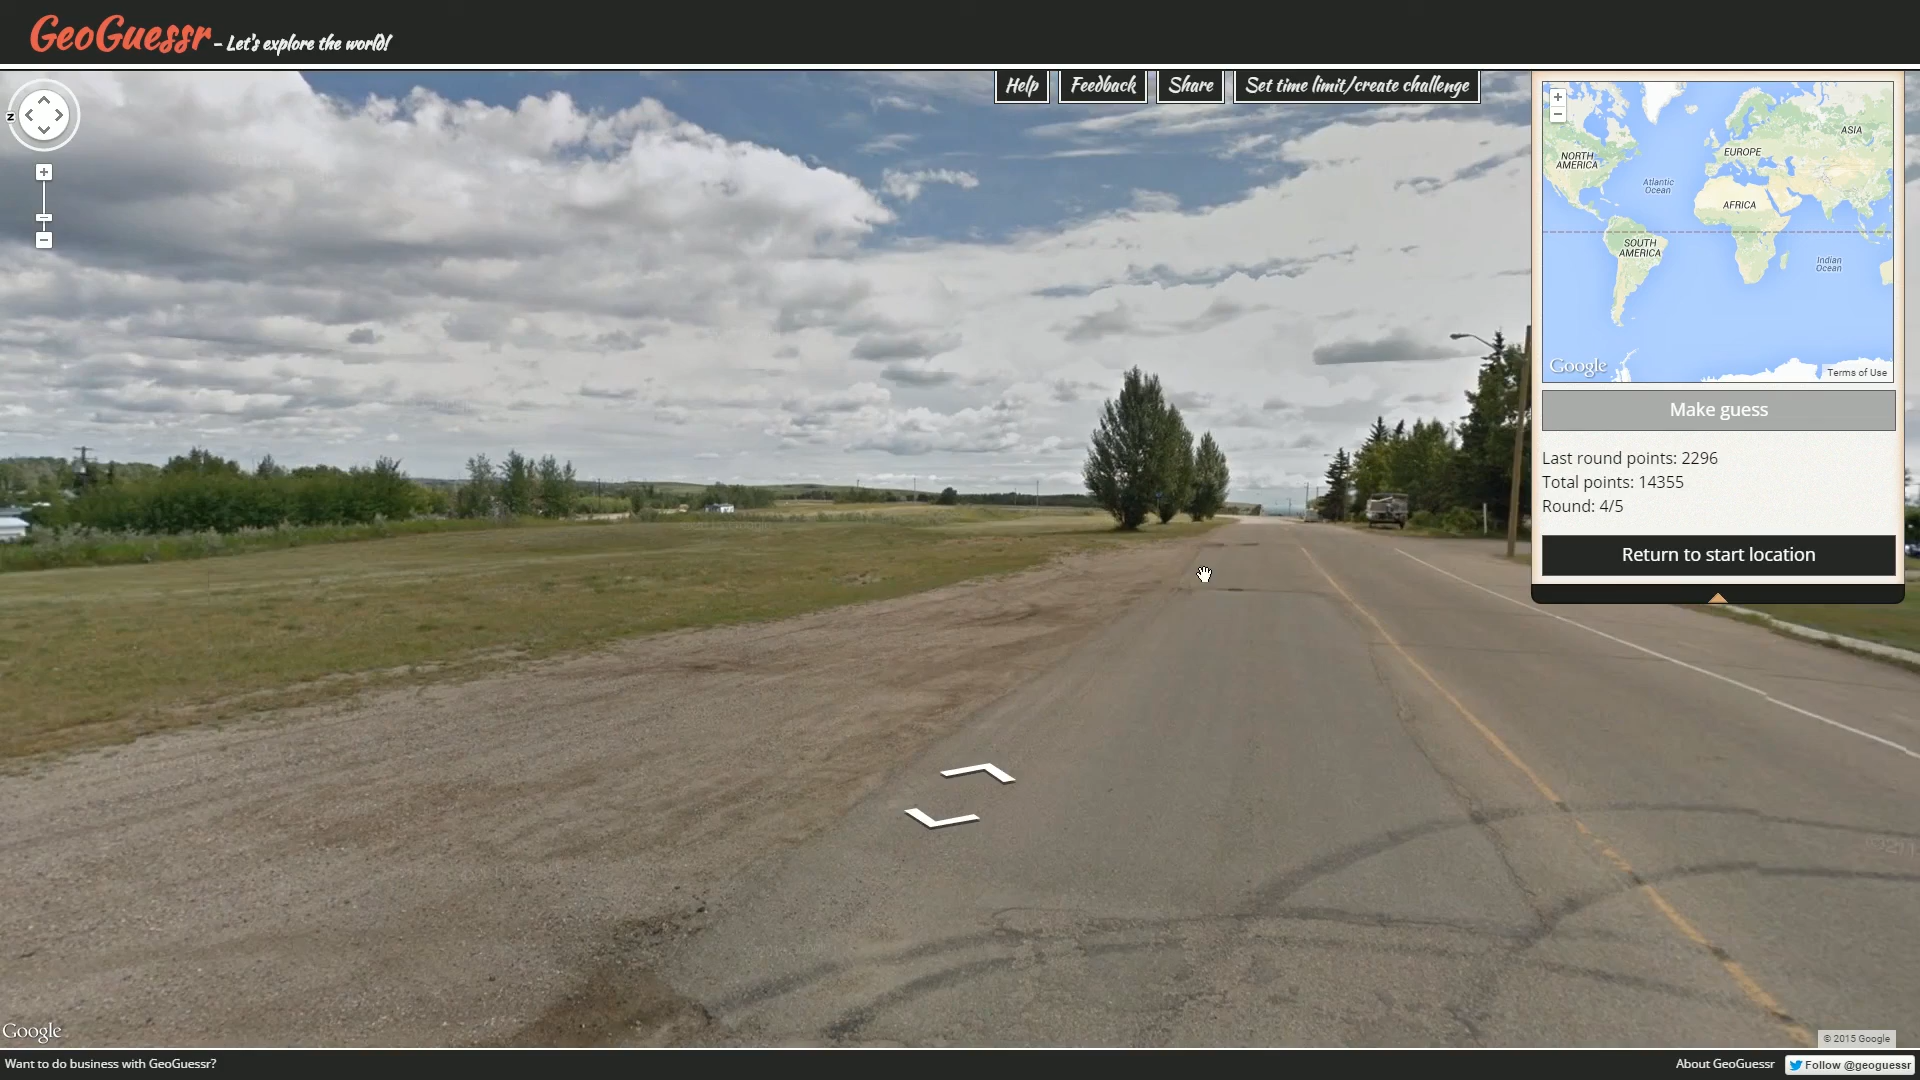 GeoGuessr - Let's explore the world!
Help
Feedback
Share
Set time limit/create challenge
N
+
−
+
−
NORTH AMERICA
Atlantic Ocean
EUROPE
ASIA
AFRICA
SOUTH AMERICA
Indian Ocean
Google
Terms of Use
Make guess
Last round points: 2296
Total points: 14355
Round: 4/5
Return to start location
Google
© 2015 Google
Want to do business with GeoGuessr?
About GeoGuessr
Follow @geoguessr